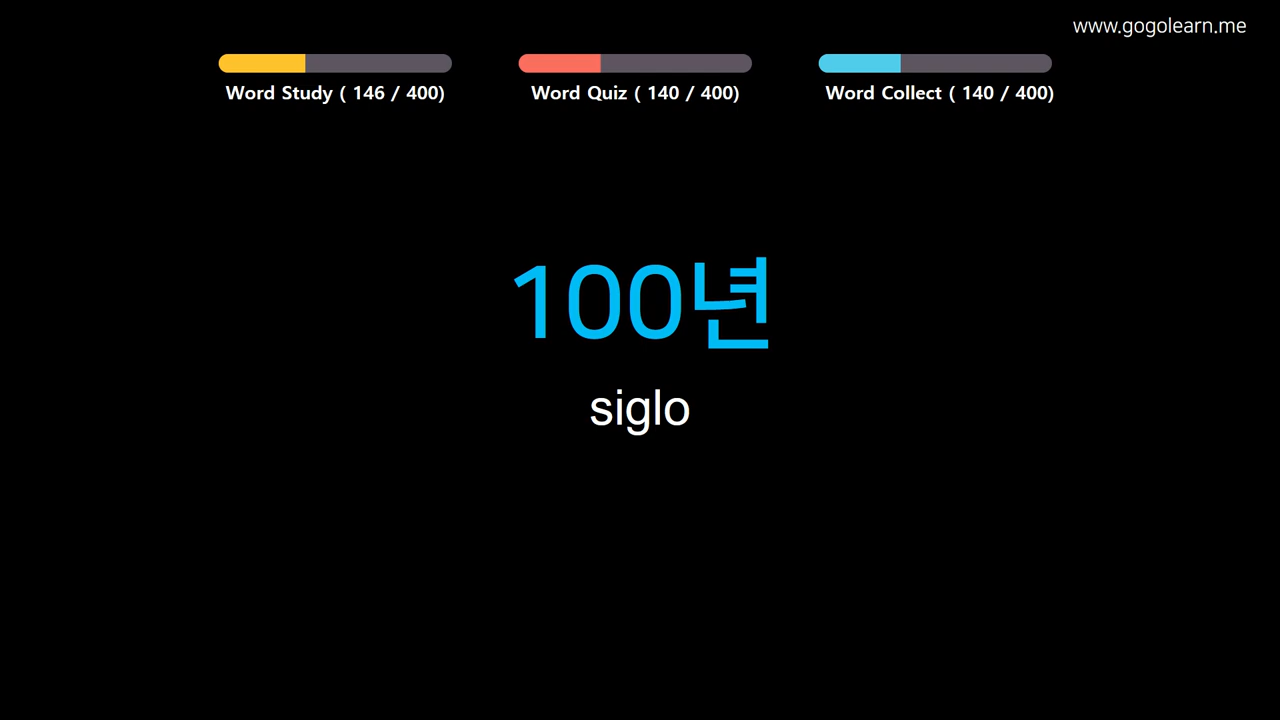 www.gogolearn.me
Word Study ( 146 / 400)
Word Quiz ( 140 / 400)
Word Collect ( 140 / 400)
100년
siglo